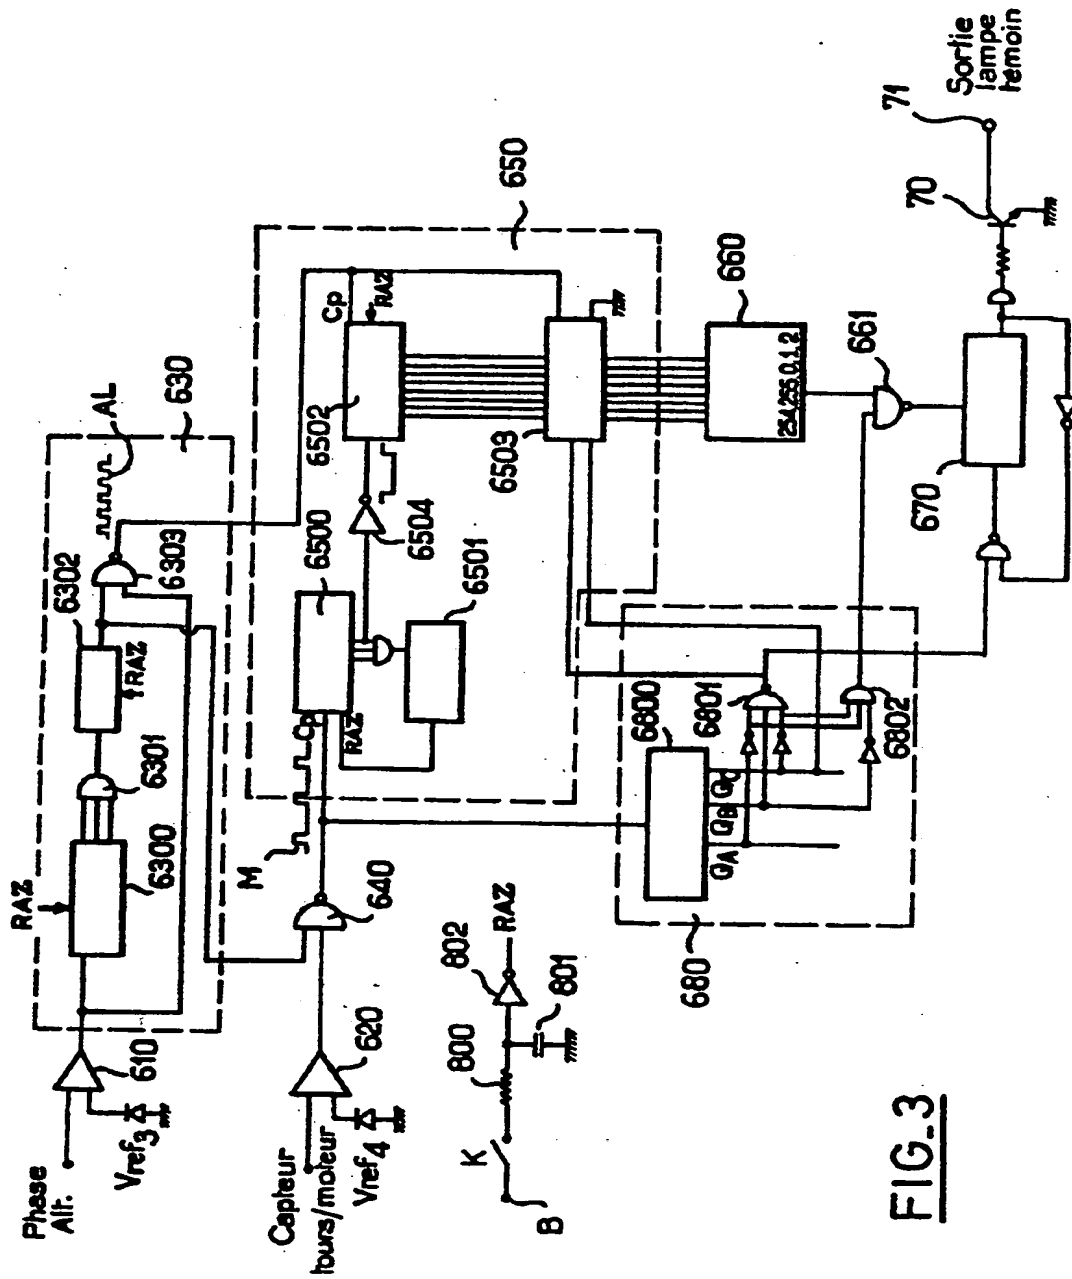 Phase
Alt.
Vref3
610
RAZ
6300
6301
6302
RAZ
6303
AL
630
Capteur
tours/moteur
Vref4
620
640
M
Cp
RAZ
6500
6501
6504
6502
Cp
RAZ
6503
650
660
254,255,0,1,2
661
670
70
71
Sortie
lampe
temoin
680
6800
QA
QB
QC
6801
6802
B
K
800
801
802
RAZ
FIG_3